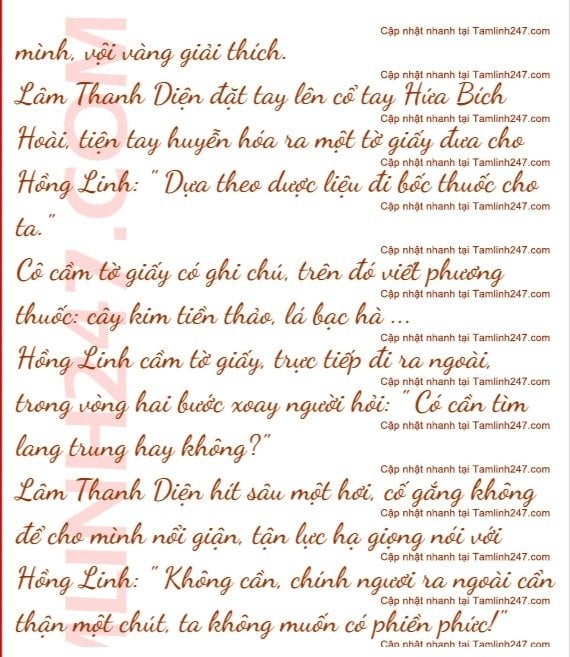 Cập nhật nhanh tại Tamlinh247.com
mình, vội vàng giải thích.
Cập nhật nhanh tại Tamlinh247.com
Lâm Thanh Diện đặt tay lên cổ tay Hứa Bích
Cập nhật nhanh tại Tamlinh247.com
Hoài, tiện tay huyễn hóa ra một tờ giấy đưa cho
Cập nhật nhanh tại Tamlinh247.com
Hồng Linh: " Dựa theo dược liệu đi bốc thuốc cho
Cập nhật nhanh tại Tamlinh247.com
ta."
Cập nhật nhanh tại Tamlinh247.com
Cô cầm tờ giấy có ghi chú, trên đó viết phương
Cập nhật nhanh tại Tamlinh247.com
thuốc: cây kim tiền thảo, lá bạc hà ...
Cập nhật nhanh tại Tamlinh247.com
Hồng Linh cầm tờ giấy, trực tiếp đi ra ngoài,
Cập nhật nhanh tại Tamlinh247.com
trong vòng hai bước xoay người hỏi: " Có cần tìm
Cập nhật nhanh tại Tamlinh247.com
lang trung hay không?"
Cập nhật nhanh tại Tamlinh247.com
Lâm Thanh Diện hít sâu một hơi, cố gắng không
Cập nhật nhanh tại Tamlinh247.com
để cho mình nổi giận, tận lực hạ giọng nói với
Cập nhật nhanh tại Tamlinh247.com
Hồng Linh: " Không cần, chính ngươi ra ngoài cẩn
Cập nhật nhanh tại Tamlinh247.com
thận một chút, ta không muốn có phiền phức!"
Cập nhật nhanh tại Tamlinh247.com
MLINH247.COM